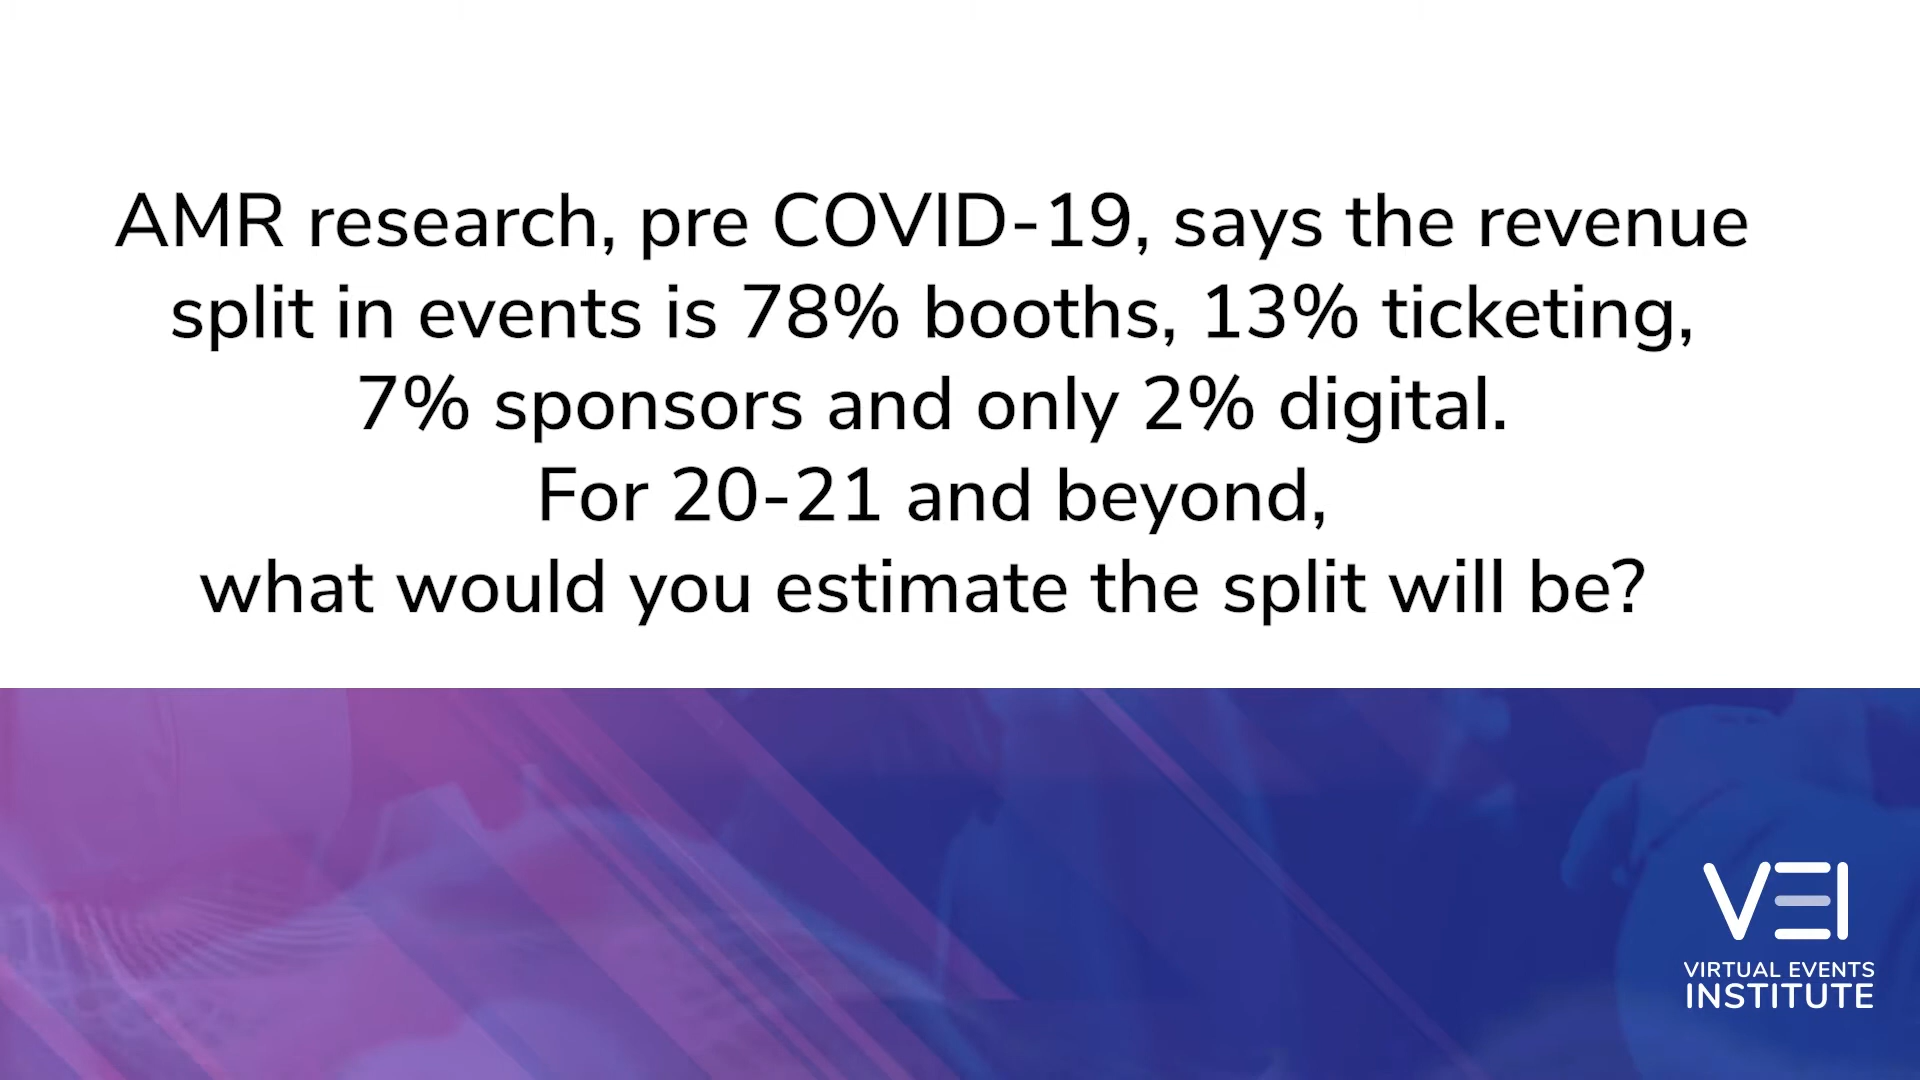 AMR research, pre COVID-19, says the revenue
split in events is 78% booths, 13% ticketing,
7% sponsors and only 2% digital.
For 20-21 and beyond,
what would you estimate the split will be?
VEI
VIRTUAL EVENTS
INSTITUTE